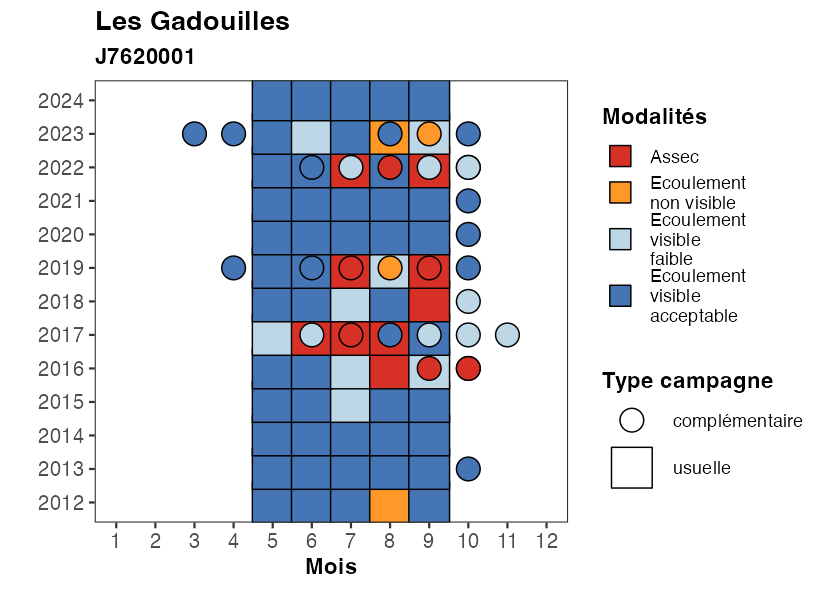 Les Gadouilles
J7620001
2024
2023
2022
2021
2020
2019
2018
2017
2016
2015
2014
2013
2012
1 2 3 4 5 6 7 8 9 10 11 12
Mois
Modalités
Assec
Ecoulement
non visible
Ecoulement
visible
faible
Ecoulement
visible
acceptable
Type campagne
complémentaire
usuelle